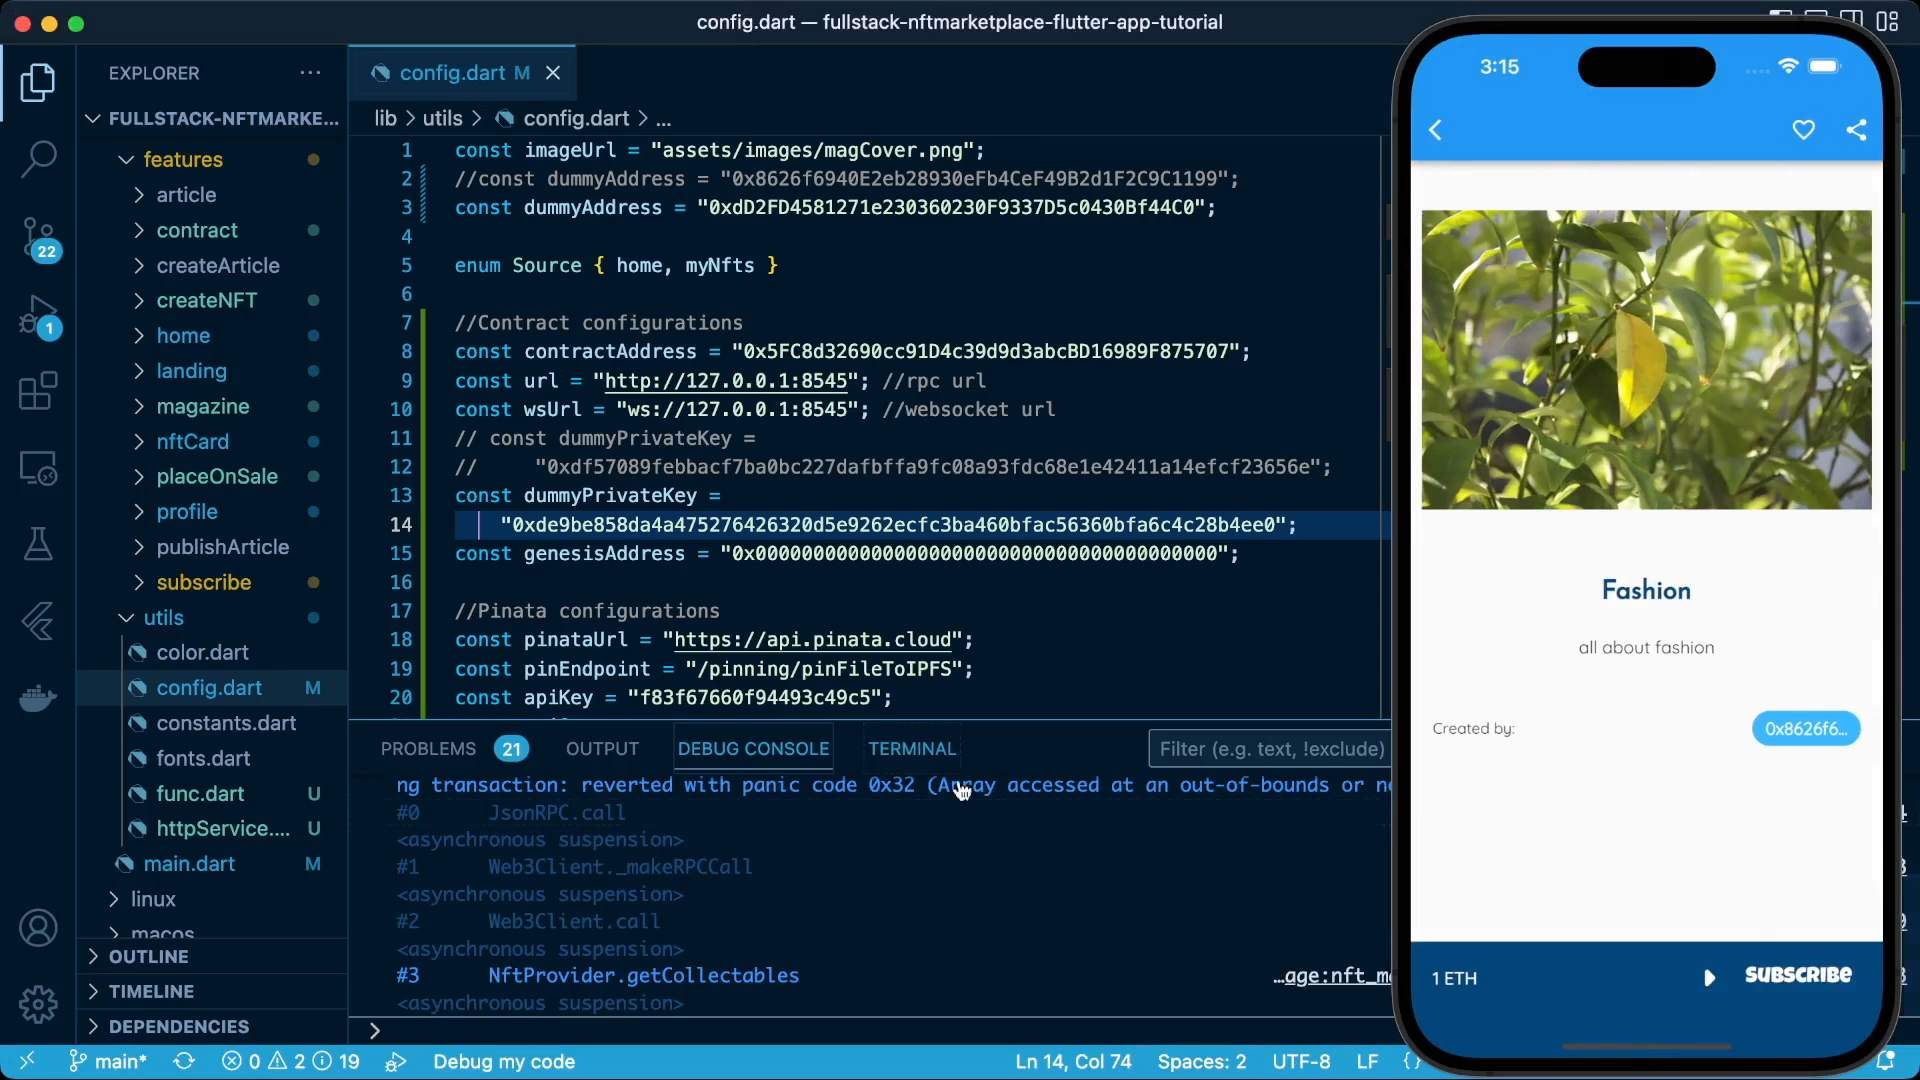 config.dart — fullstack-nftmarketplace-flutter-app-tutorial
EXPLORER
FULLSTACK-NFTMARKE...
features
article
contract
createArticle
createNFT
home
landing
magazine
nftCard
placeOnSale
profile
publishArticle
subscribe
utils
color.dart
config.dart M
constants.dart
fonts.dart
func.dart U
httpService.... U
main.dart M
linux
macos
OUTLINE
TIMELINE
DEPENDENCIES
22
1
config.dart M
lib > utils > config.dart > ...
1 const imageUrl = "assets/images/magCover.png";
2 //const dummyAddress = "0x8626f6940E2eb28930eFb4CeF49B2d1F2C9C1199";
3 const dummyAddress = "0xdD2FD4581271e230360230F9337D5c0430Bf44C0";
4
5 enum Source { home, myNfts }
6
7 //Contract configurations
8 const contractAddress = "0x5FC8d32690cc91D4c39d9d3abcBD16989F875707";
9 const url = "http://127.0.0.1:8545"; //rpc url
10 const wsUrl = "ws://127.0.0.1:8545"; //websocket url
11 // const dummyPrivateKey =
12 //     "0xdf57089febbacf7ba0bc227dafbffa9fc08a93fdc68e1e42411a14efcf23656e";
13 const dummyPrivateKey =
14 "0xde9be858da4a475276426320d5e9262ecfc3ba460bfac56360bfa6c4c28b4ee0";
15 const genesisAddress = "0x0000000000000000000000000000000000000000";
16
17 //Pinata configurations
18 const pinataUrl = "https://api.pinata.cloud";
19 const pinEndpoint = "/pinning/pinFileToIPFS";
20 const apiKey = "f83f67660f94493c49c5";
PROBLEMS 21 OUTPUT DEBUG CONSOLE TERMINAL Filter (e.g. text, !exclude)
ng transaction: reverted with panic code 0x32 (Array accessed at an out-of-bounds or ne
#0 JsonRPC.call
<asynchronous suspension>
#1 Web3Client._makeRPCCall
<asynchronous suspension>
#2 Web3Client.call
<asynchronous suspension>
#3 NftProvider.getCollectables …age:nft_ma
<asynchronous suspension>
main* 0 2 19 Debug my code Ln 14, Col 74 Spaces: 2 UTF-8 LF {
3:15
Fashion
all about fashion
Created by: 0x8626f6...
1 ETH SUBSCRIBE